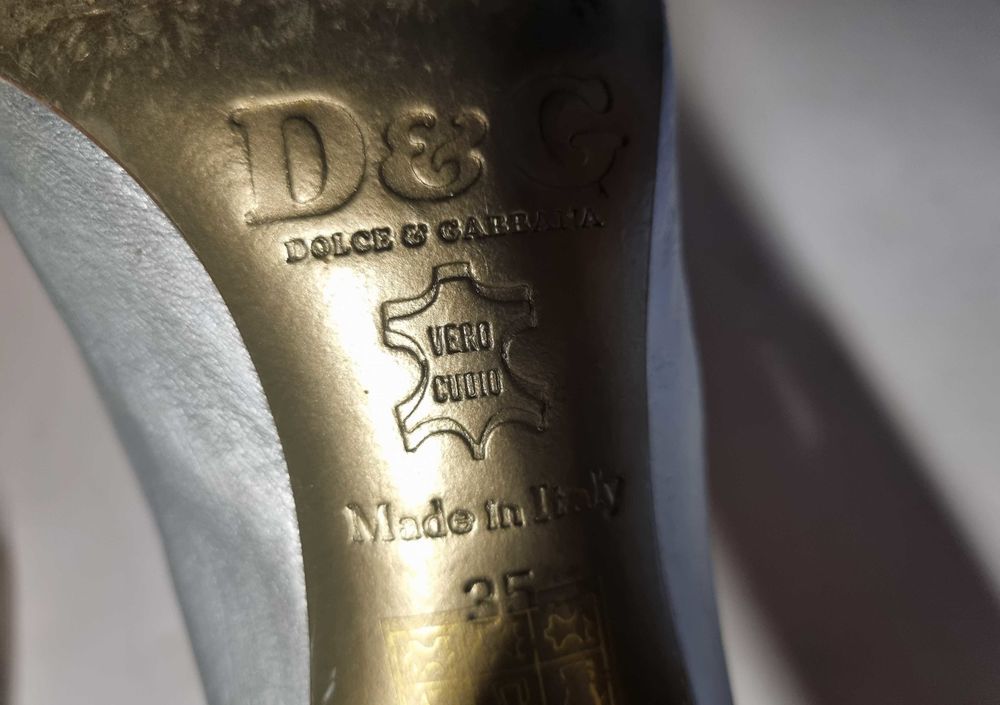 D&G
DOLCE & GABBANA
VERO
CUOIO
Made in Italy
35